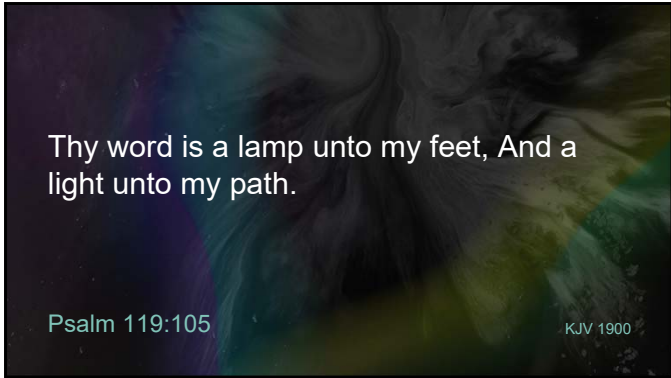 Thy word is a lamp unto my feet, And a
light unto my path.
Psalm 119:105
KJV 1900